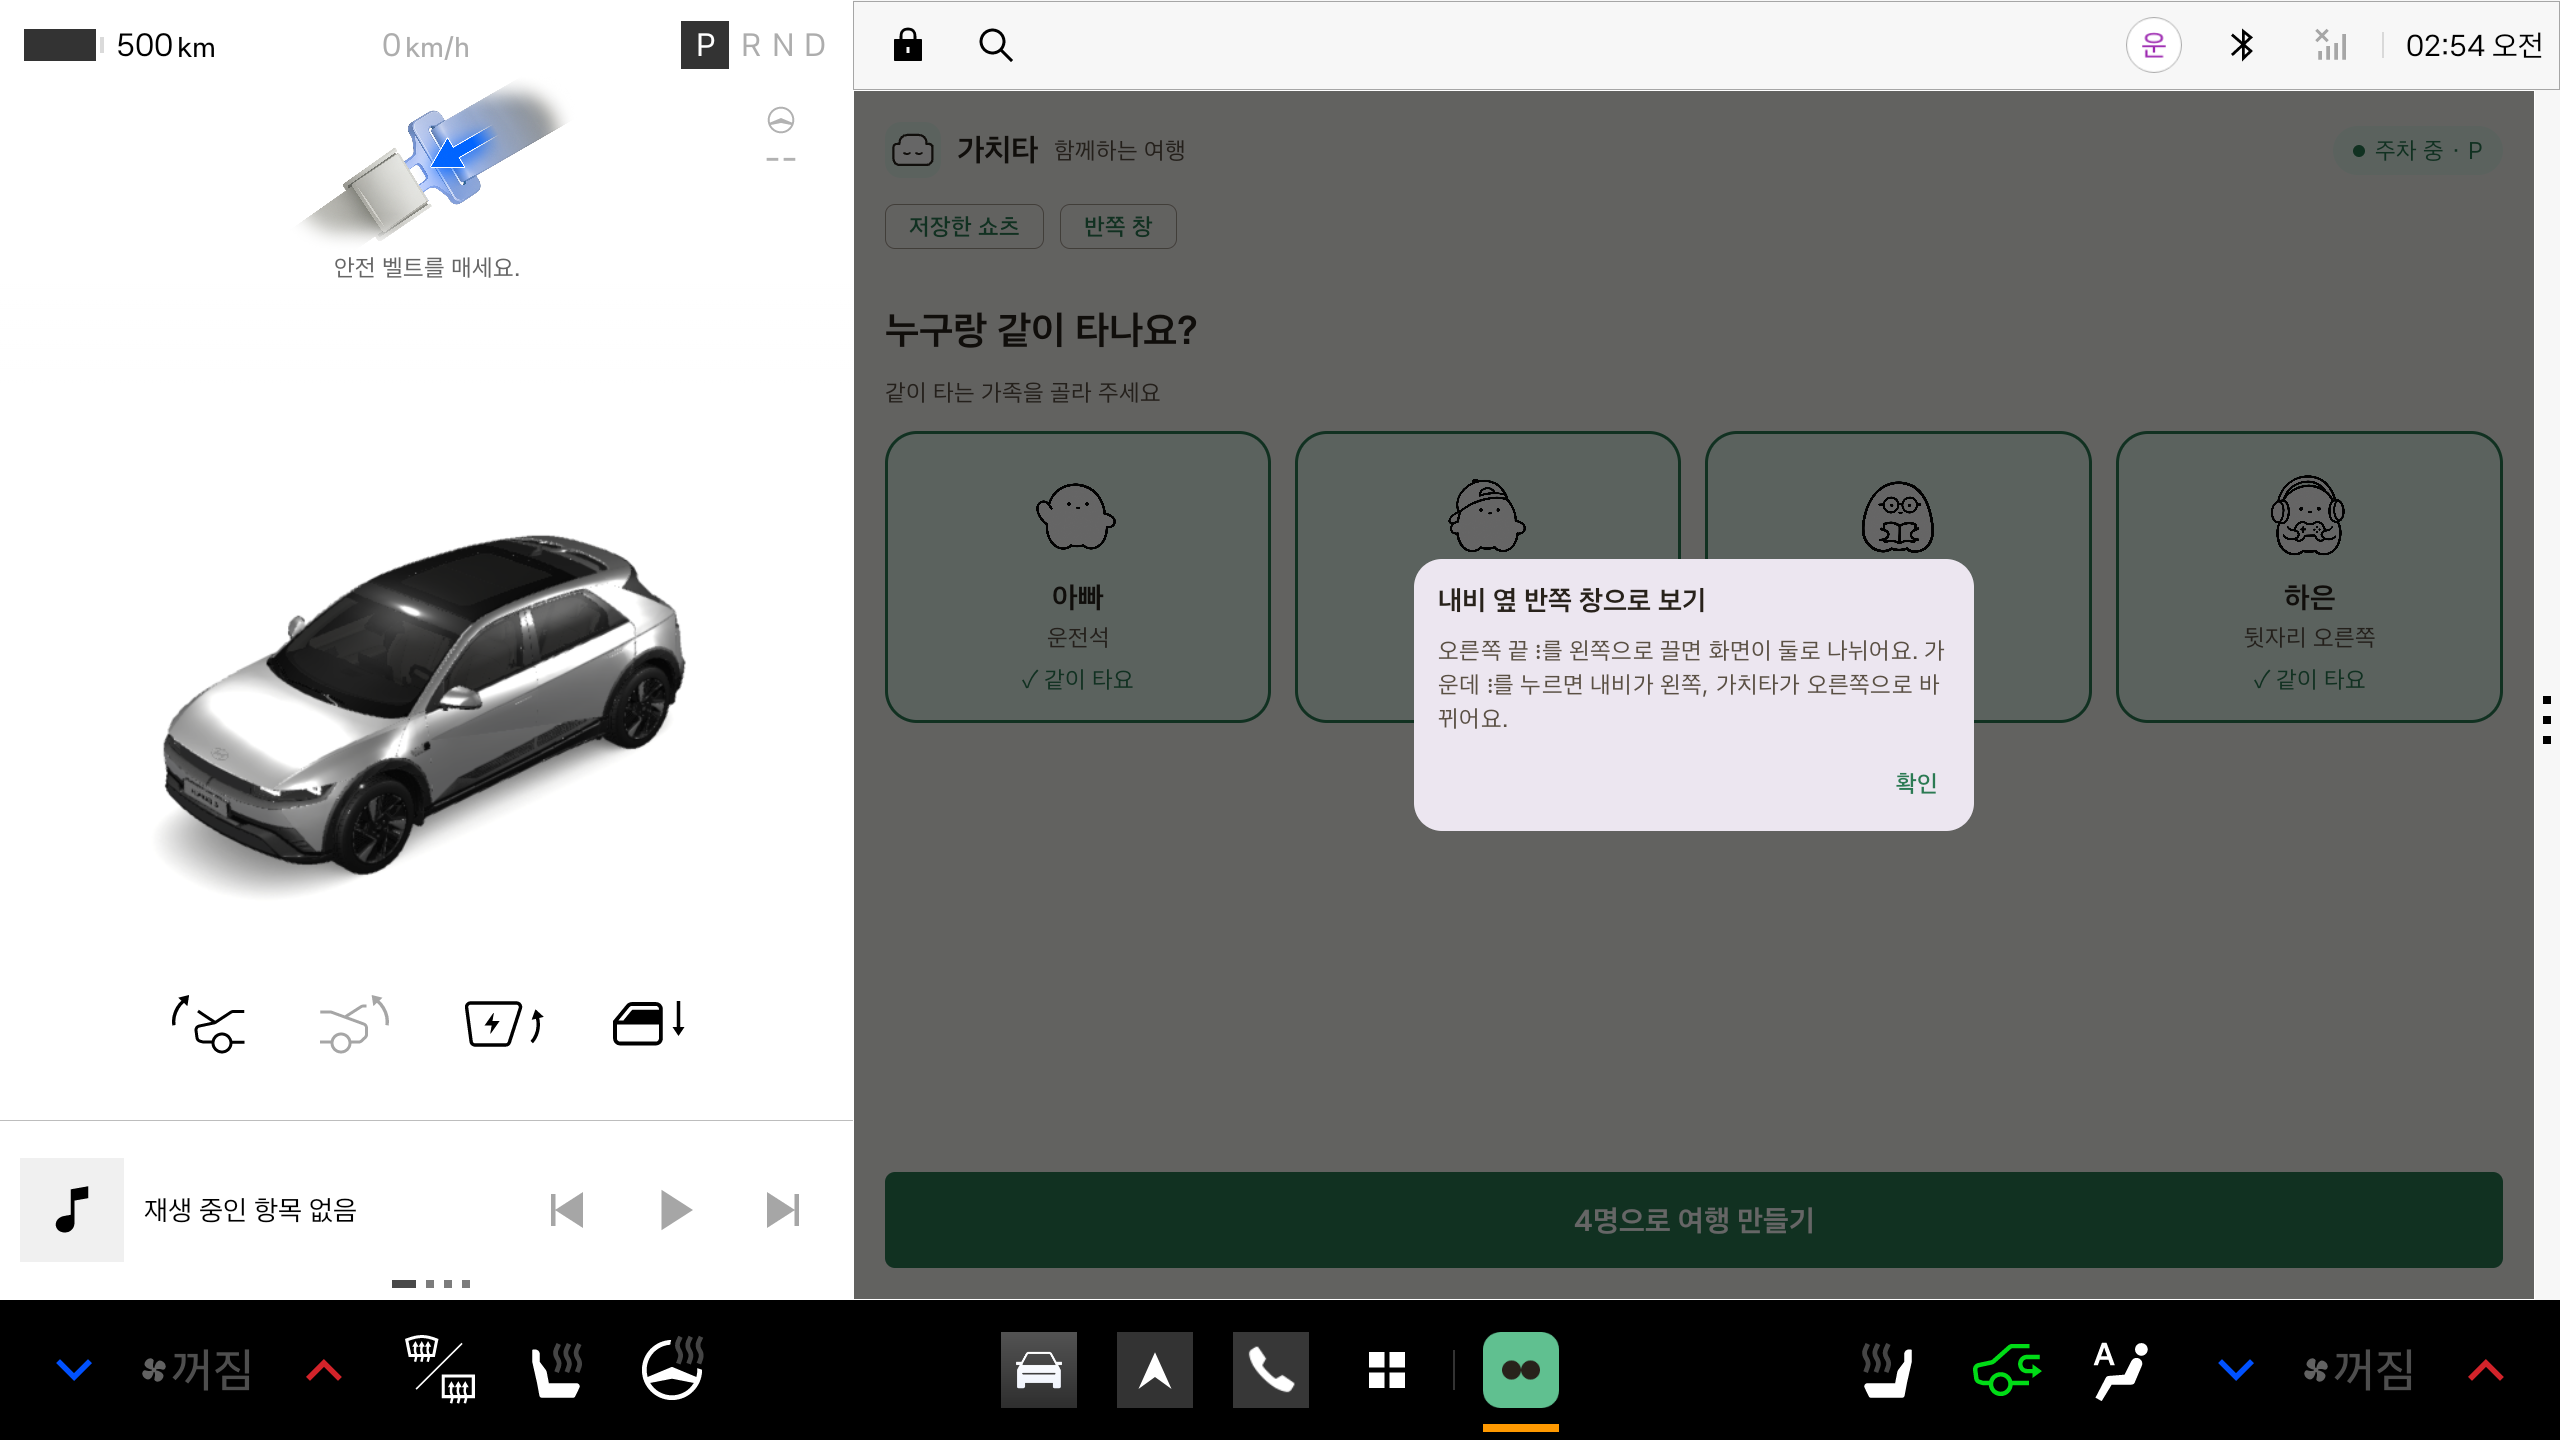 500 km
0 km/h
P R N D
운
02:54 오전
안전 벨트를 매세요.
가치타 함께하는 여행
주차 중 · P
저장한 쇼츠
반쪽 창
누구랑 같이 타나요?
같이 타는 가족을 골라 주세요
아빠
운전석
✓ 같이 타요
하은
뒷자리 오른쪽
✓ 같이 타요
내비 옆 반쪽 창으로 보기
오른쪽 끝 ⁝를 왼쪽으로 끌면 화면이 둘로 나뉘어요. 가
운데 ⁝를 누르면 내비가 왼쪽, 가치타가 오른쪽으로 바
뀌어요.
확인
4명으로 여행 만들기
재생 중인 항목 없음
꺼짐
A
꺼짐